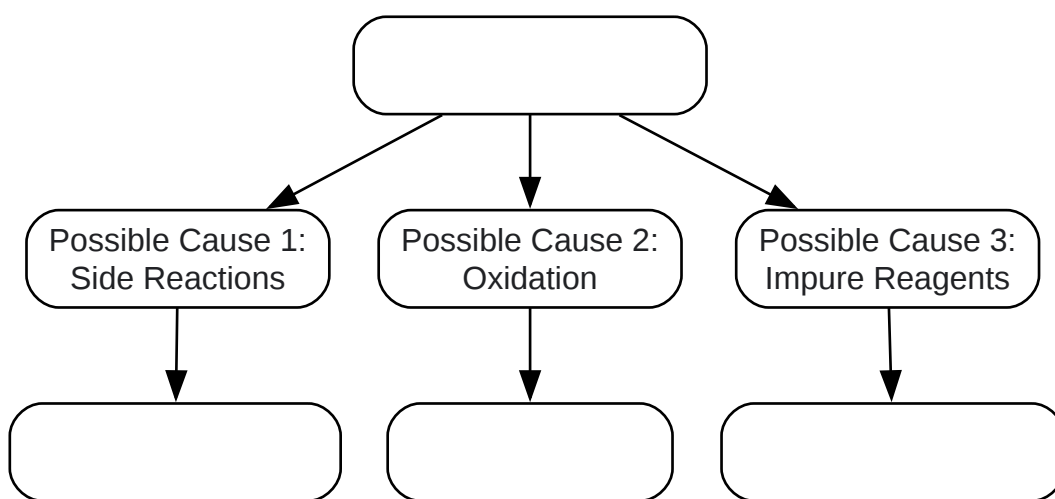 Possible Cause 1:
Side Reactions
Possible Cause 2:
Oxidation
Possible Cause 3:
Impure Reagents